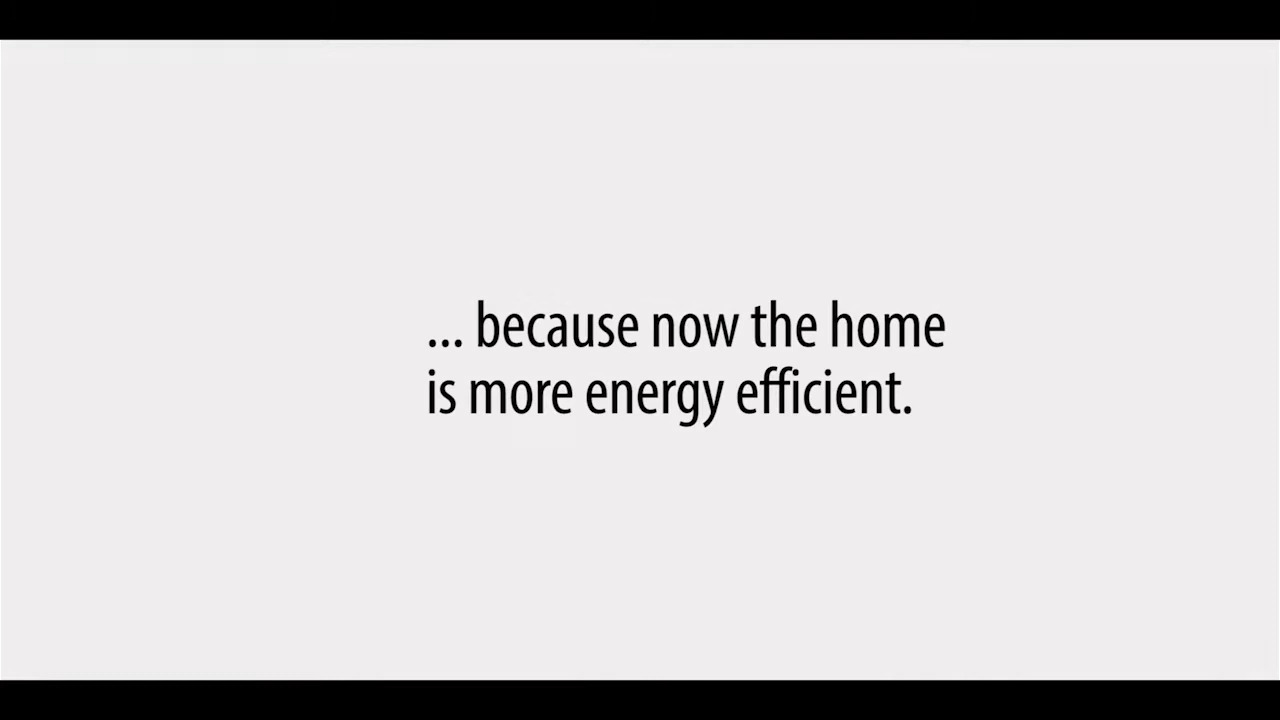 ... because now the home
is more energy efficient.